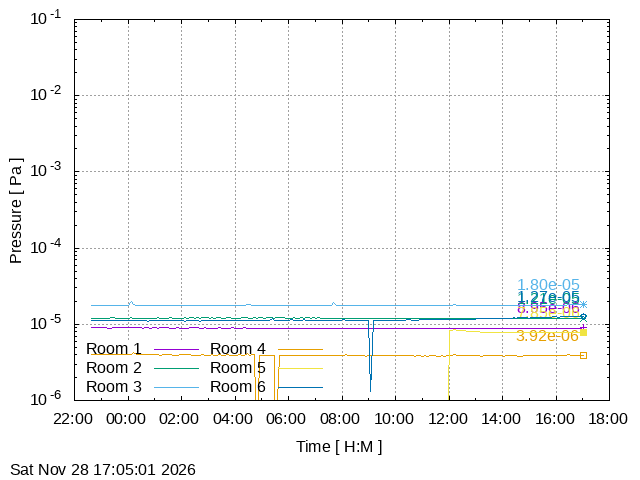 10-1
10-2
10-3
10-4
10-5
10-6
Pressure [ Pa ]
1.80e-05
1.27e-05
8.95e-06
3.92e-06
Room 1 Room 4
Room 2 Room 5
Room 3 Room 6
22:00 00:00 02:00 04:00 06:00 08:00 10:00 12:00 14:00 16:00 18:00
Time [ H:M ]
Sat Nov 28 17:05:01 2026